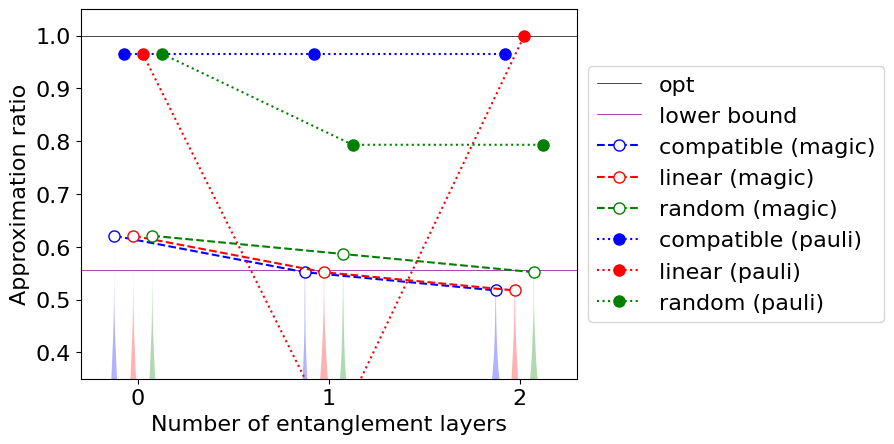 1.0
0.9
0.8
0.7
0.6
0.5
0.4
Approximation ratio
0 1 2
Number of entanglement layers
opt
lower bound
compatible (magic)
linear (magic)
random (magic)
compatible (pauli)
linear (pauli)
random (pauli)